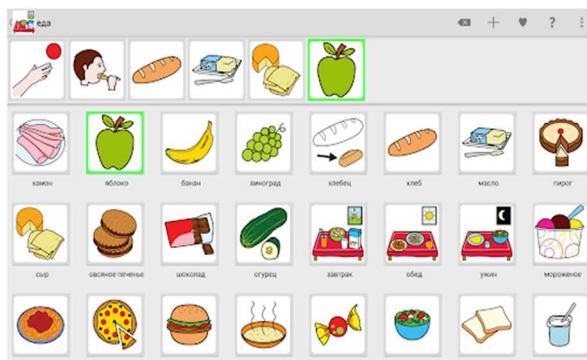 еда
хамон яблоко банан виноград хлебец хлеб масло пирог
сыр овсяное печенье шоколад огурец завтрак обед ужин мороженое